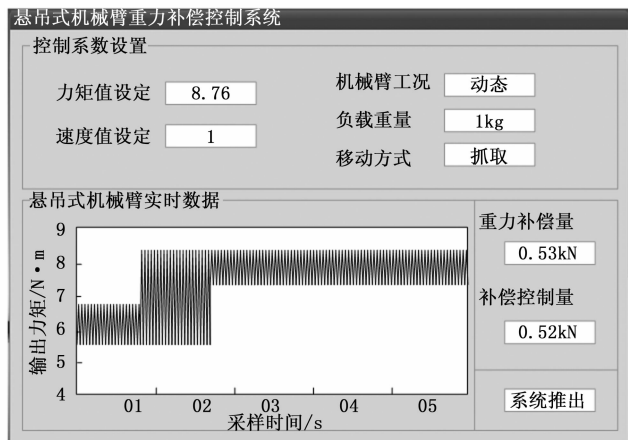 悬吊式机械臂重力补偿控制系统
控制系数设置
力矩值设定 8.76
速度值设定 1
机械臂工况 动态
负载重量 1kg
移动方式 抓取
悬吊式机械臂实时数据
9
8
7
6
5
4
输出力矩/N·m
01 02 03 04 05
采样时间/s
重力补偿量
0.53kN
补偿控制量
0.52kN
系统推出